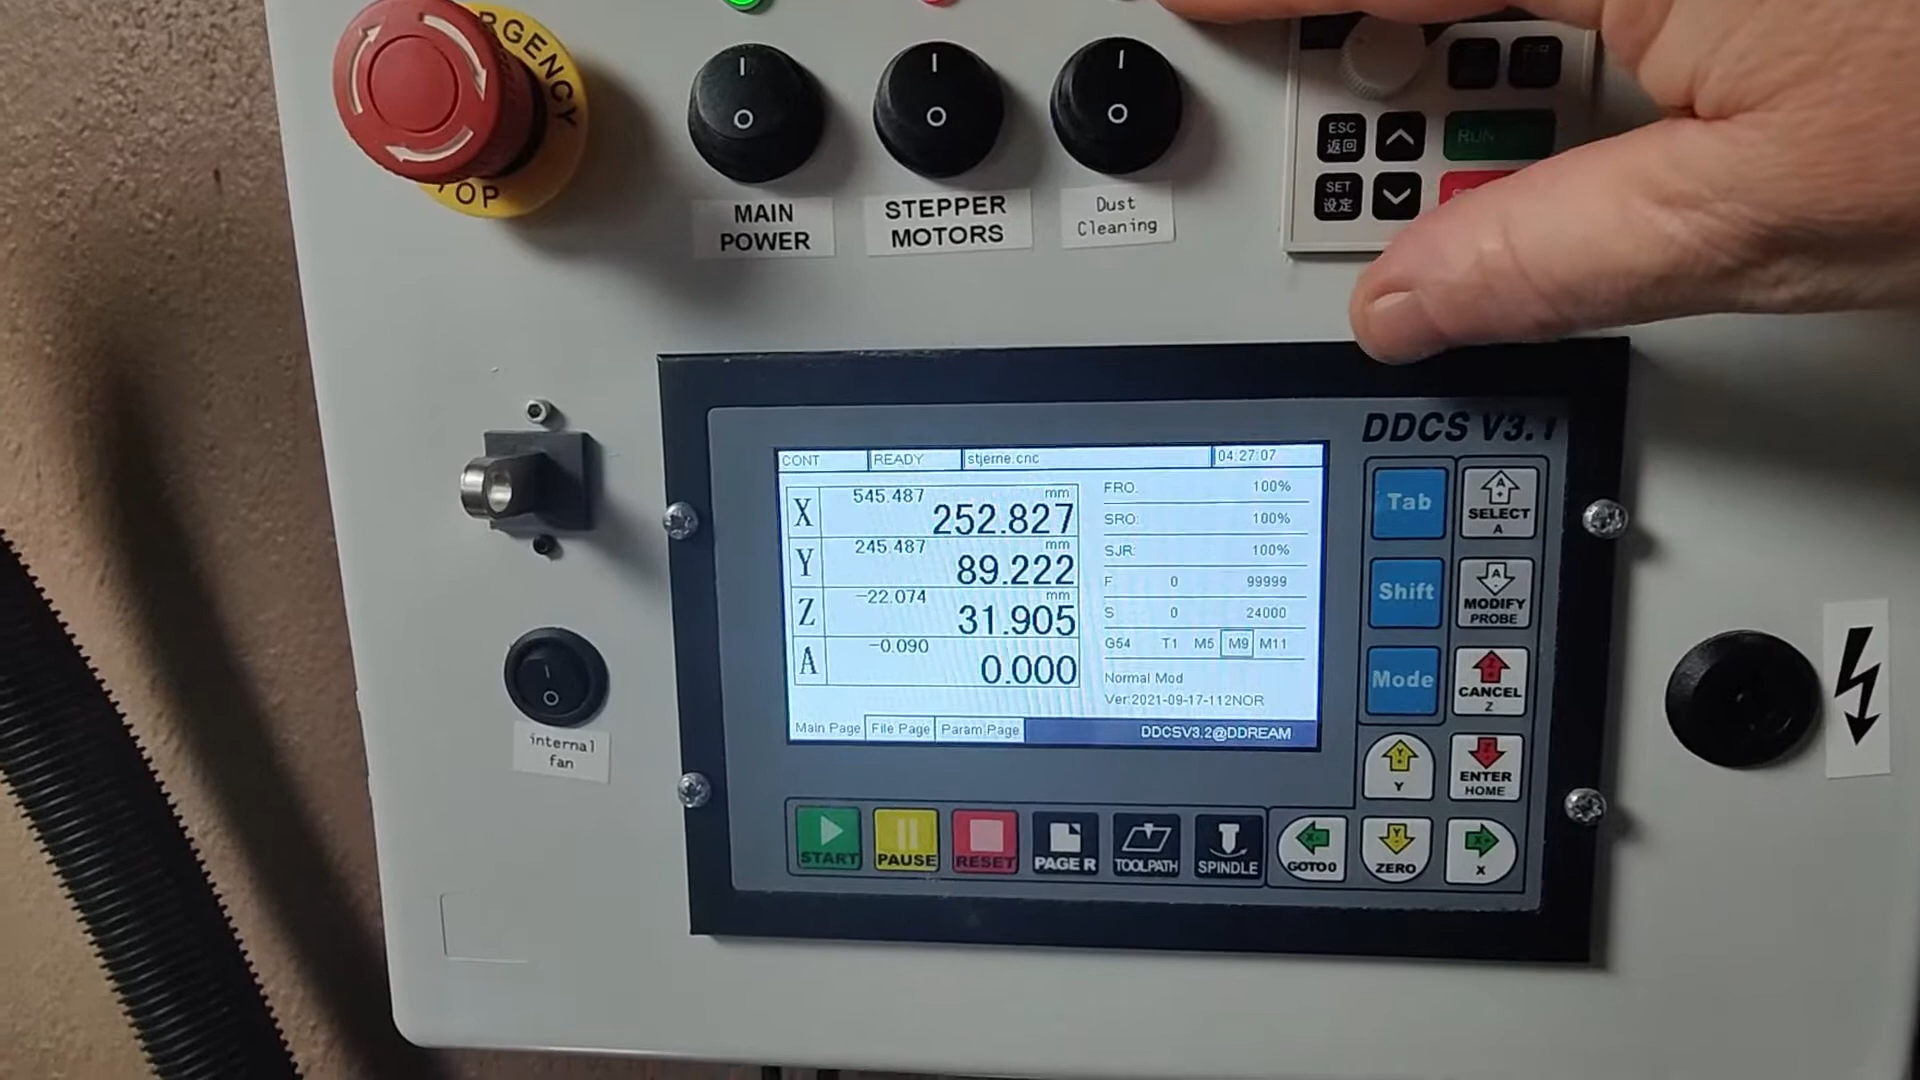 RGENCY
TOP
I
O
I
O
I
O
MAIN
POWER
STEPPER
MOTORS
Dust
Cleaning
ESC
返回
SET
设定
RUN
DDCS V3.1
CONT READY stjerne.cnc 04:27:07
X 545.487 mm
252.827
Y 245.487 mm
89.222
Z -22.074 mm
31.905
A -0.090
0.000
FRO. 100%
SRO: 100%
SJR: 100%
F 0 99999
S 0 24000
G54 T1 M5 M9 M11
Normal Mod
Ver:2021-09-17-112NOR
Main Page File Page Param Page DDCSV3.2@DDREAM
Tab
Shift
Mode
A
+
SELECT
A
A
-
MODIFY
PROBE
Z
CANCEL
Z
Z
ENTER
HOME
Y
Y
START
PAUSE
RESET
PAGE R
TOOLPATH
SPINDLE
X-
GOTO0
Y-
ZERO
X+
X
I
O
internal
fan